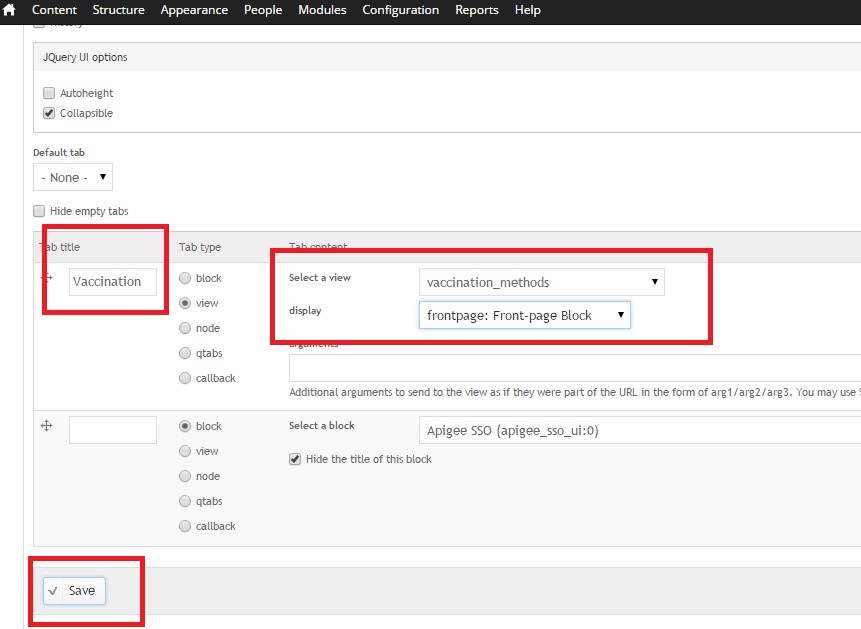 Content Structure Appearance People Modules Configuration Reports Help
History
JQuery UI options
Autoheight
Collapsible
Default tab
- None -
Hide empty tabs
Tab title Tab type Tab content
Vaccination
block
view
node
qtabs
callback
Select a view vaccination_methods
display frontpage: Front-page Block
arguments
Additional arguments to send to the view as if they were part of the URL in the form of arg1/arg2/arg3. You may use
block
view
node
qtabs
callback
Select a block Apigee SSO (apigee_sso_ui:0)
Hide the title of this block
Save